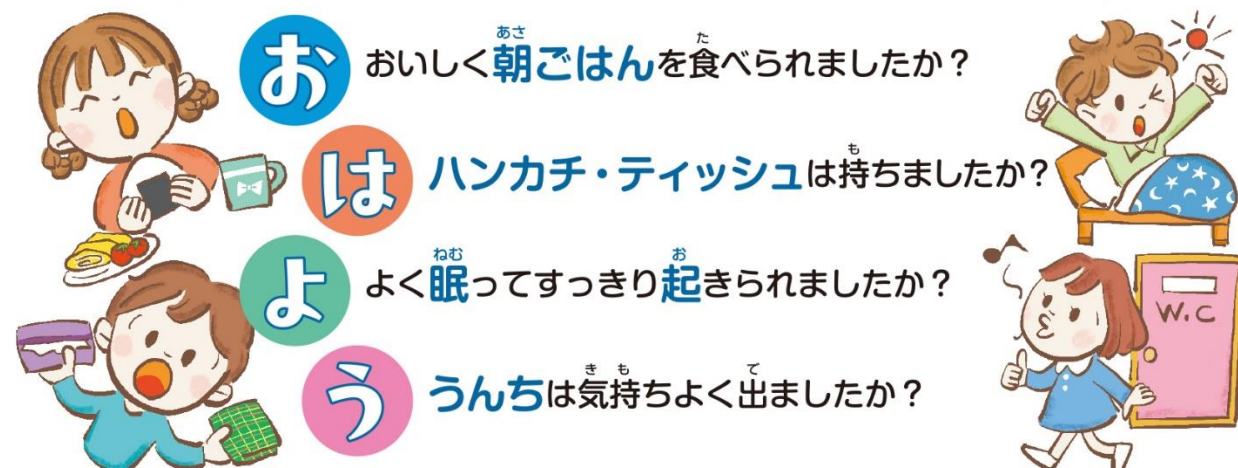 お おいしく朝ごはんを食べられましたか？
は ハンカチ・ティッシュは持ちましたか？
よ よく眠ってすっきり起きられましたか？
う うんちは気持ちよく出ましたか？
W.C